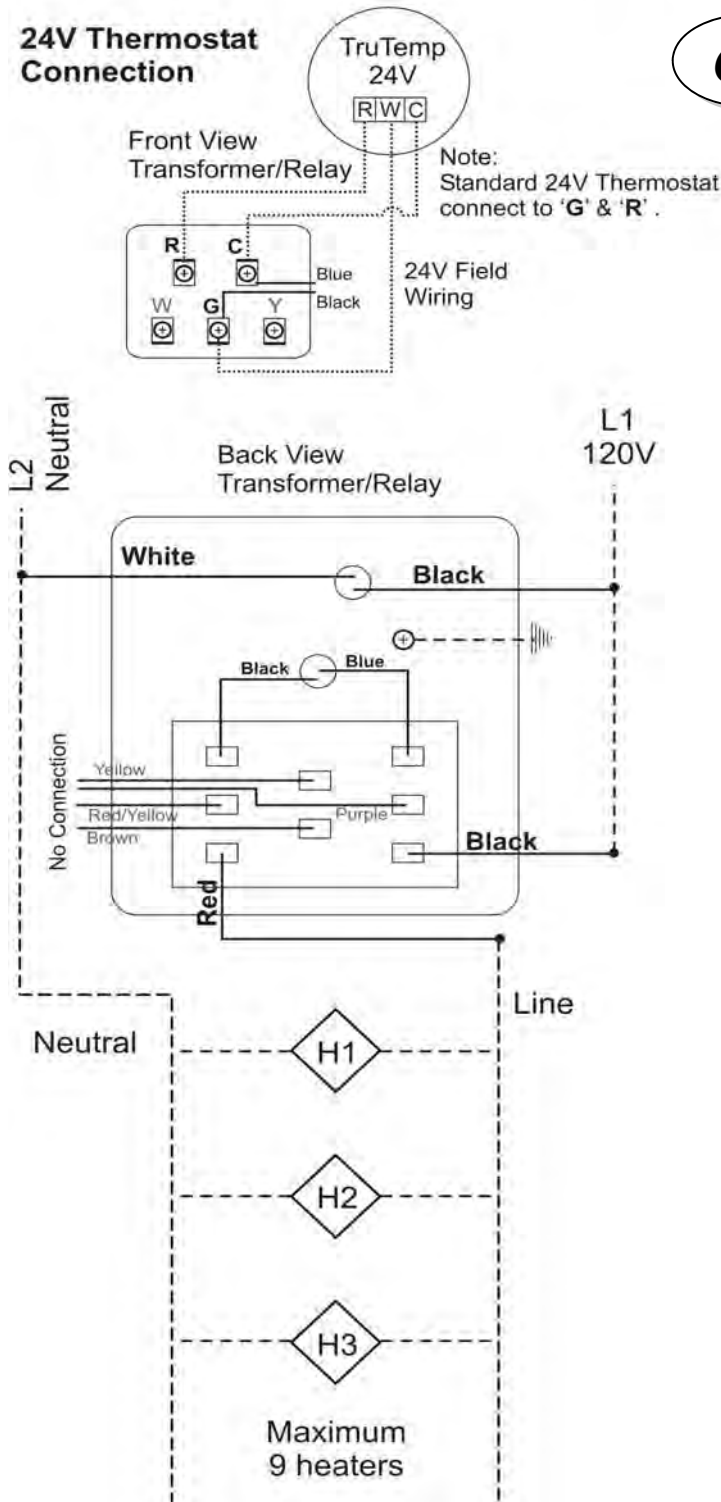 24V Thermostat
Connection
TruTemp
24V
R W C
Front View
Transformer/Relay
Note:
Standard 24V Thermostat
connect to ‘G’ & ‘R’ .
R C
Blue
Black
W G Y
24V Field
Wiring
L2
Neutral
L1
120V
Back View
Transformer/Relay
White
Black
Black
Blue
No Connection
Yellow
Red/Yellow
Purple
Brown
Black
Red
Line
Neutral
H1
H2
H3
Maximum
9 heaters